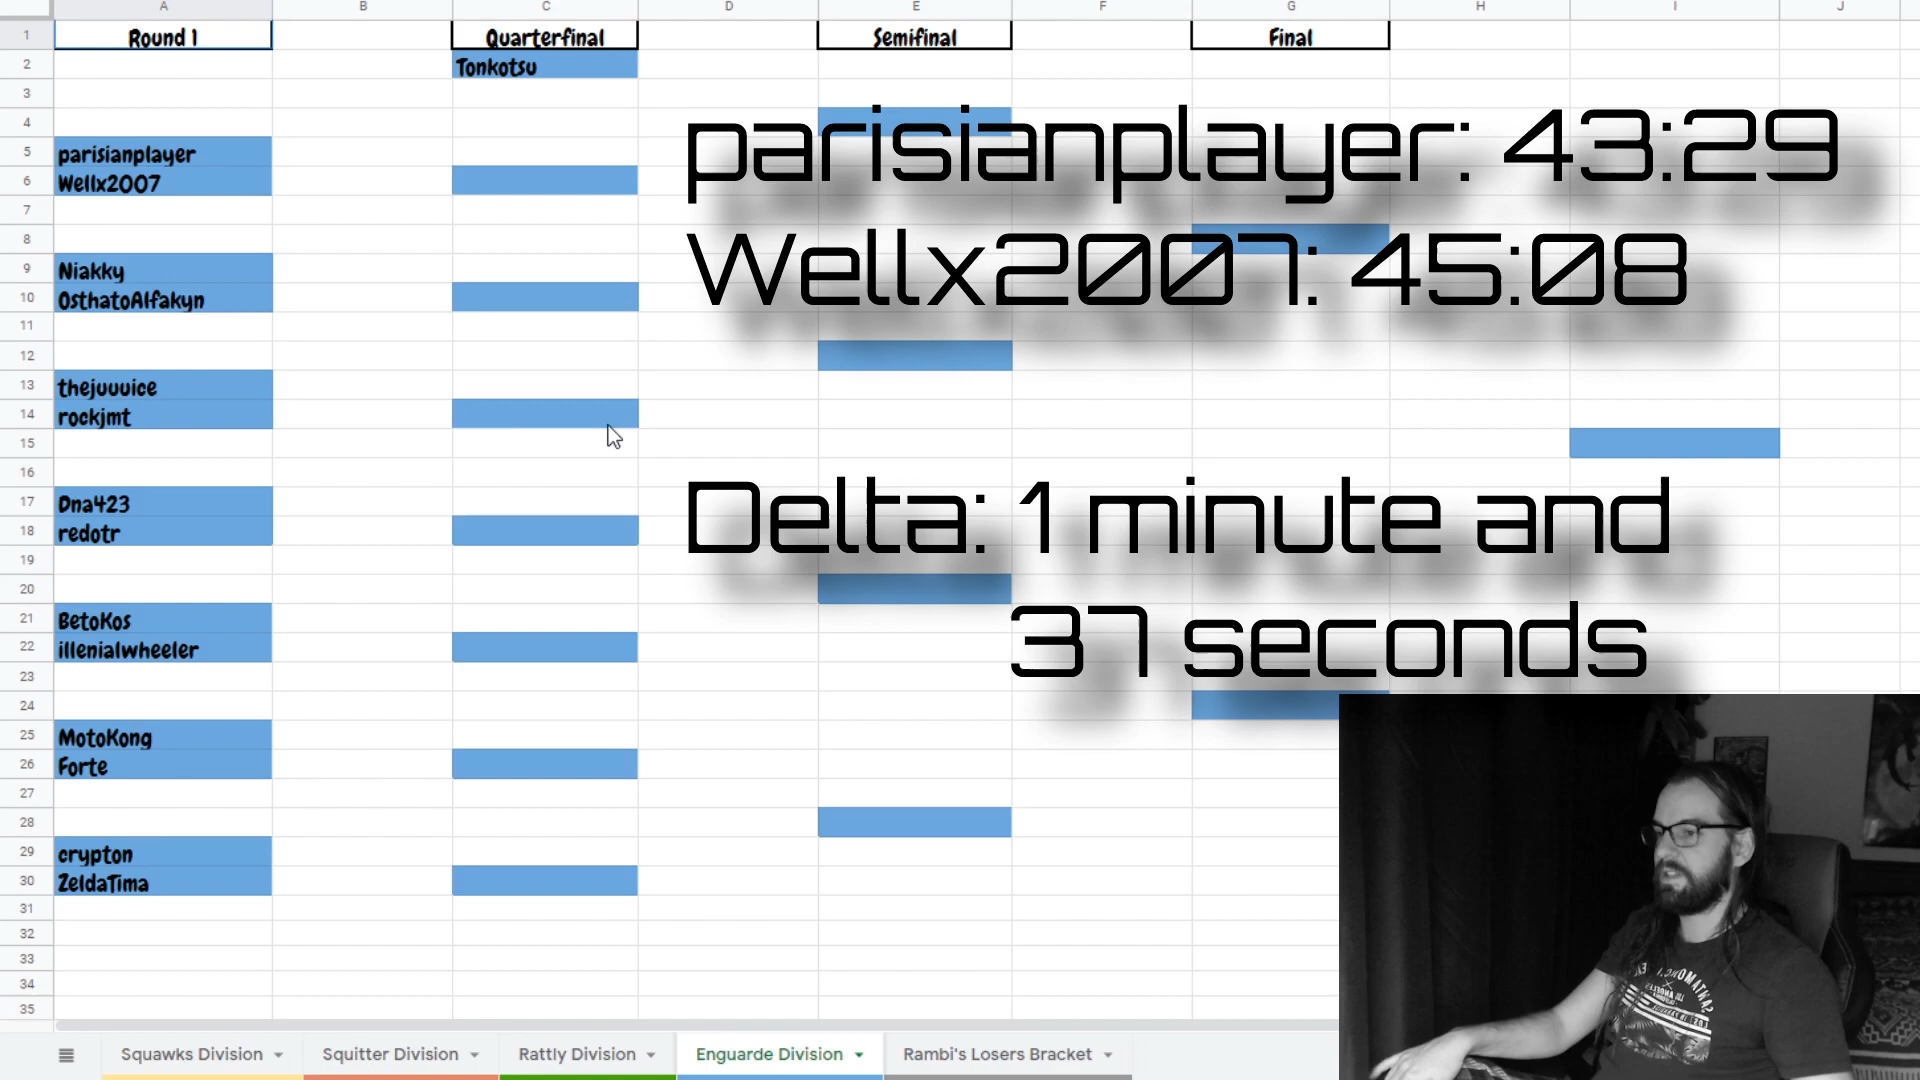 A B C D E F G H I J
1 Round 1 Quarterfinal Semifinal Final
2 Tonkotsu
3
4
5 parisianplayer
6 Wellx2007
7
8
9 Niakky
10 OsthatoAlfakyn
11
12
13 thejuuuice
14 rockjmt
15
16
17 Dna423
18 redotr
19
20
21 BetoKos
22 illenialwheeler
23
24
25 MotoKong
26 Forte
27
28
29 crypton
30 ZeldaTima
31
32
33
34
35
parisianplayer: 43:29
Wellx2007: 45:08
Delta: 1 minute and
37 seconds
Squawks Division Squitter Division Rattly Division Enguarde Division Rambi's Losers Bracket